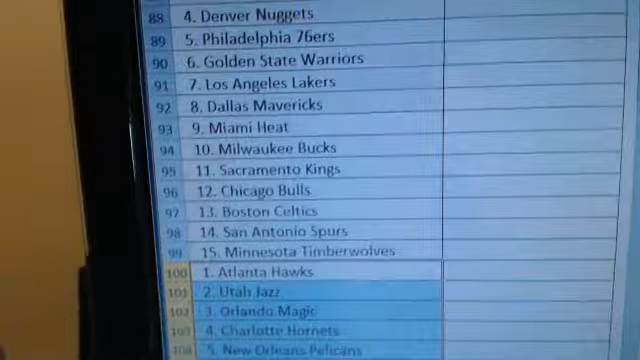 88 4. Denver Nuggets
89 5. Philadelphia 76ers
90 6. Golden State Warriors
91 7. Los Angeles Lakers
92 8. Dallas Mavericks
93 9. Miami Heat
94 10. Milwaukee Bucks
95 11. Sacramento Kings
96 12. Chicago Bulls
97 13. Boston Celtics
98 14. San Antonio Spurs
99 15. Minnesota Timberwolves
100 1. Atlanta Hawks
101 2. Utah Jazz
102 3. Orlando Magic
103 4. Charlotte Hornets
104 5. New Orleans Pelicans